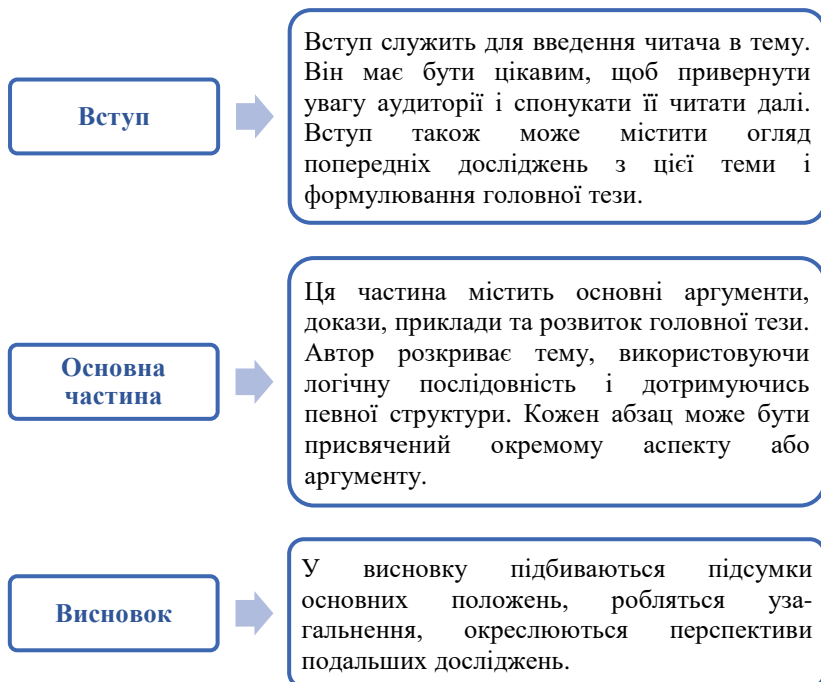 Вступ
Вступ служить для введення читача в тему.
Він має бути цікавим, щоб привернути
увагу аудиторії і спонукати її читати далі.
Вступ також може містити огляд
попередніх досліджень з цієї теми і
формулювання головної тези.
Основна
частина
Ця частина містить основні аргументи,
докази, приклади та розвиток головної тези.
Автор розкриває тему, використовуючи
логічну послідовність і дотримуючись
певної структури. Кожен абзац може бути
присвячений окремому аспекту або
аргументу.
Висновок
У висновку підбиваються підсумки
основних положень, робляться уза-
гальнення, окреслюються перспективи
подальших досліджень.